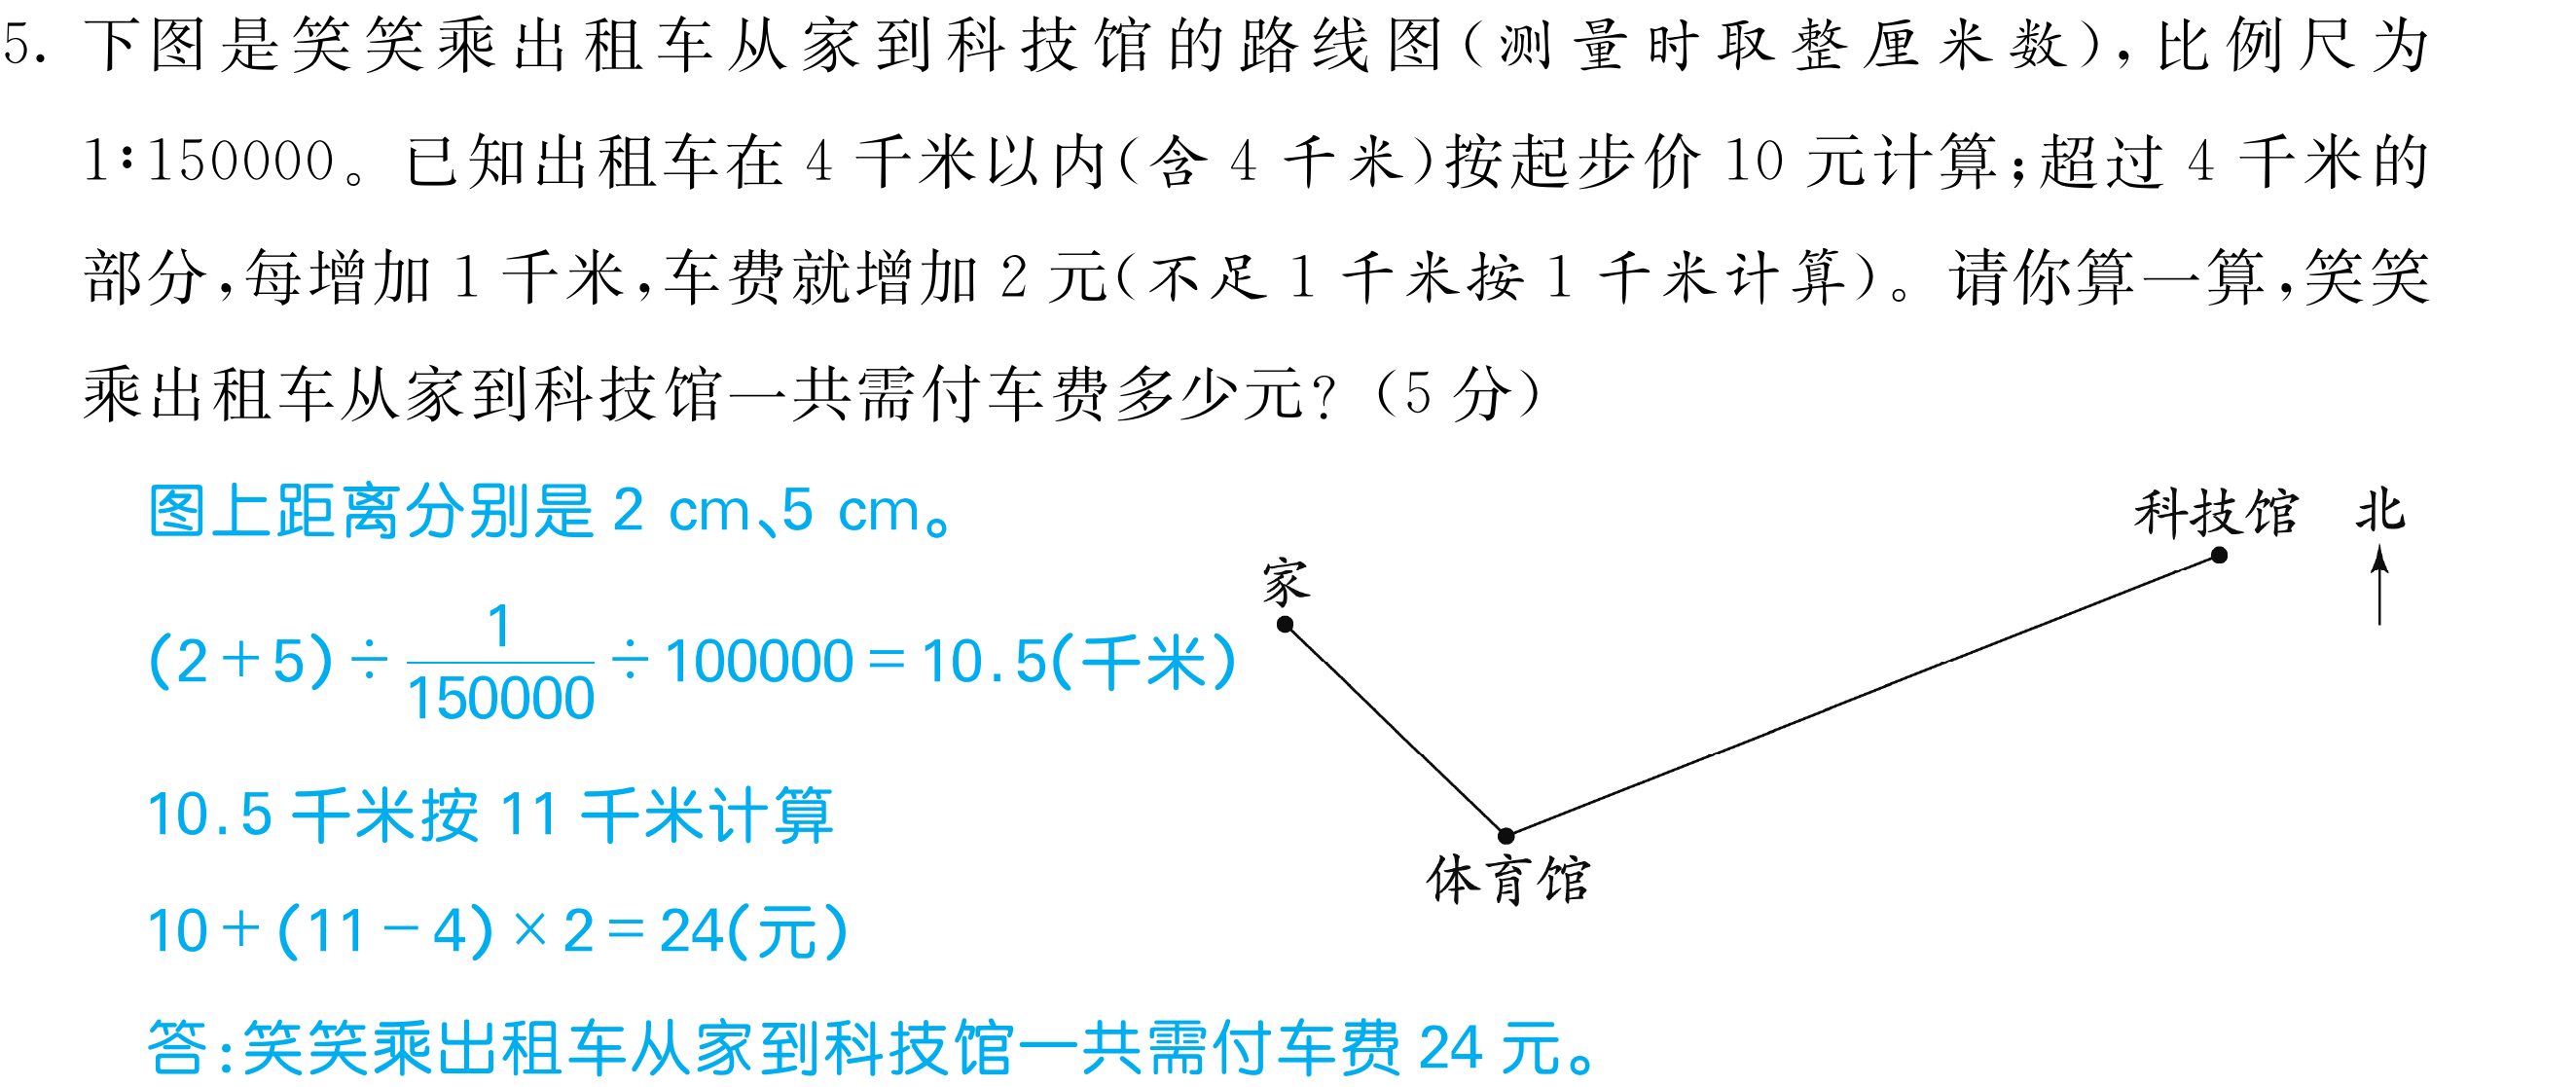 5. 下图是笑笑乘出租车从家到科技馆的路线图(测量时取整厘米数),比例尺为
1∶150000。已知出租车在 4 千米以内(含 4 千米)按起步价 10 元计算;超过 4 千米的
部分,每增加 1 千米,车费就增加 2 元(不足 1 千米按 1 千米计算)。请你算一算,笑笑
乘出租车从家到科技馆一共需付车费多少元?(5 分)
图上距离分别是 2 cm、5 cm。
科技馆 北
家
(2+5)÷1/150000÷100000=10.5(千米)
10.5 千米按 11 千米计算
体育馆
10+(11-4)×2=24(元)
答:笑笑乘出租车从家到科技馆一共需付车费 24 元。